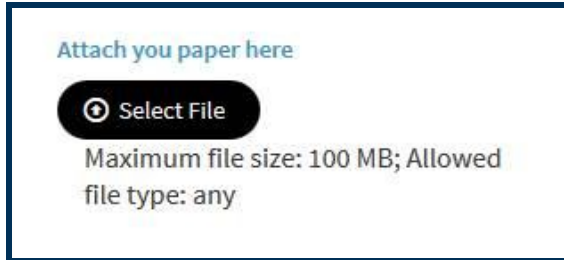 Attach you paper here
Select File
Maximum file size: 100 MB; Allowed
file type: any